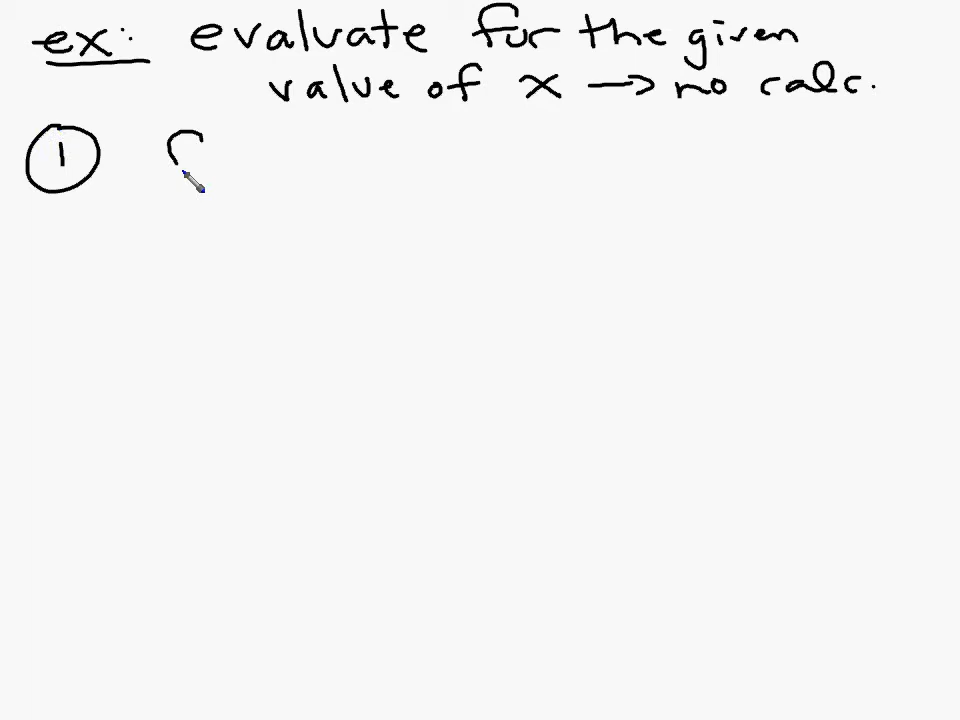 ex: evaluate for the given
value of x → no calc.
①